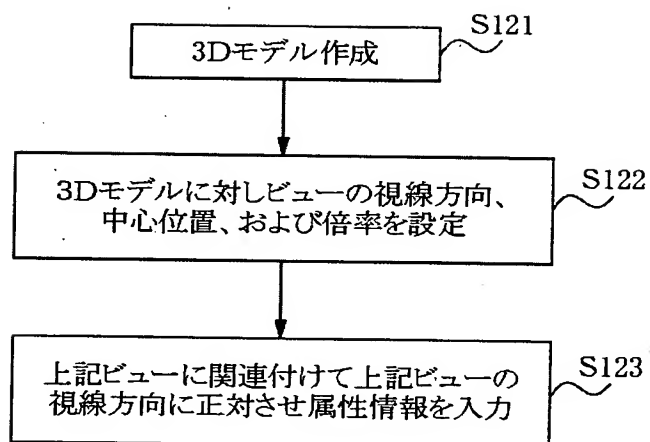 S121
3Dモデル作成
S122
3Dモデルに対しビューの視線方向、
中心位置、および倍率を設定
S123
上記ビューに関連付けて上記ビューの
視線方向に正対させ属性情報を入力